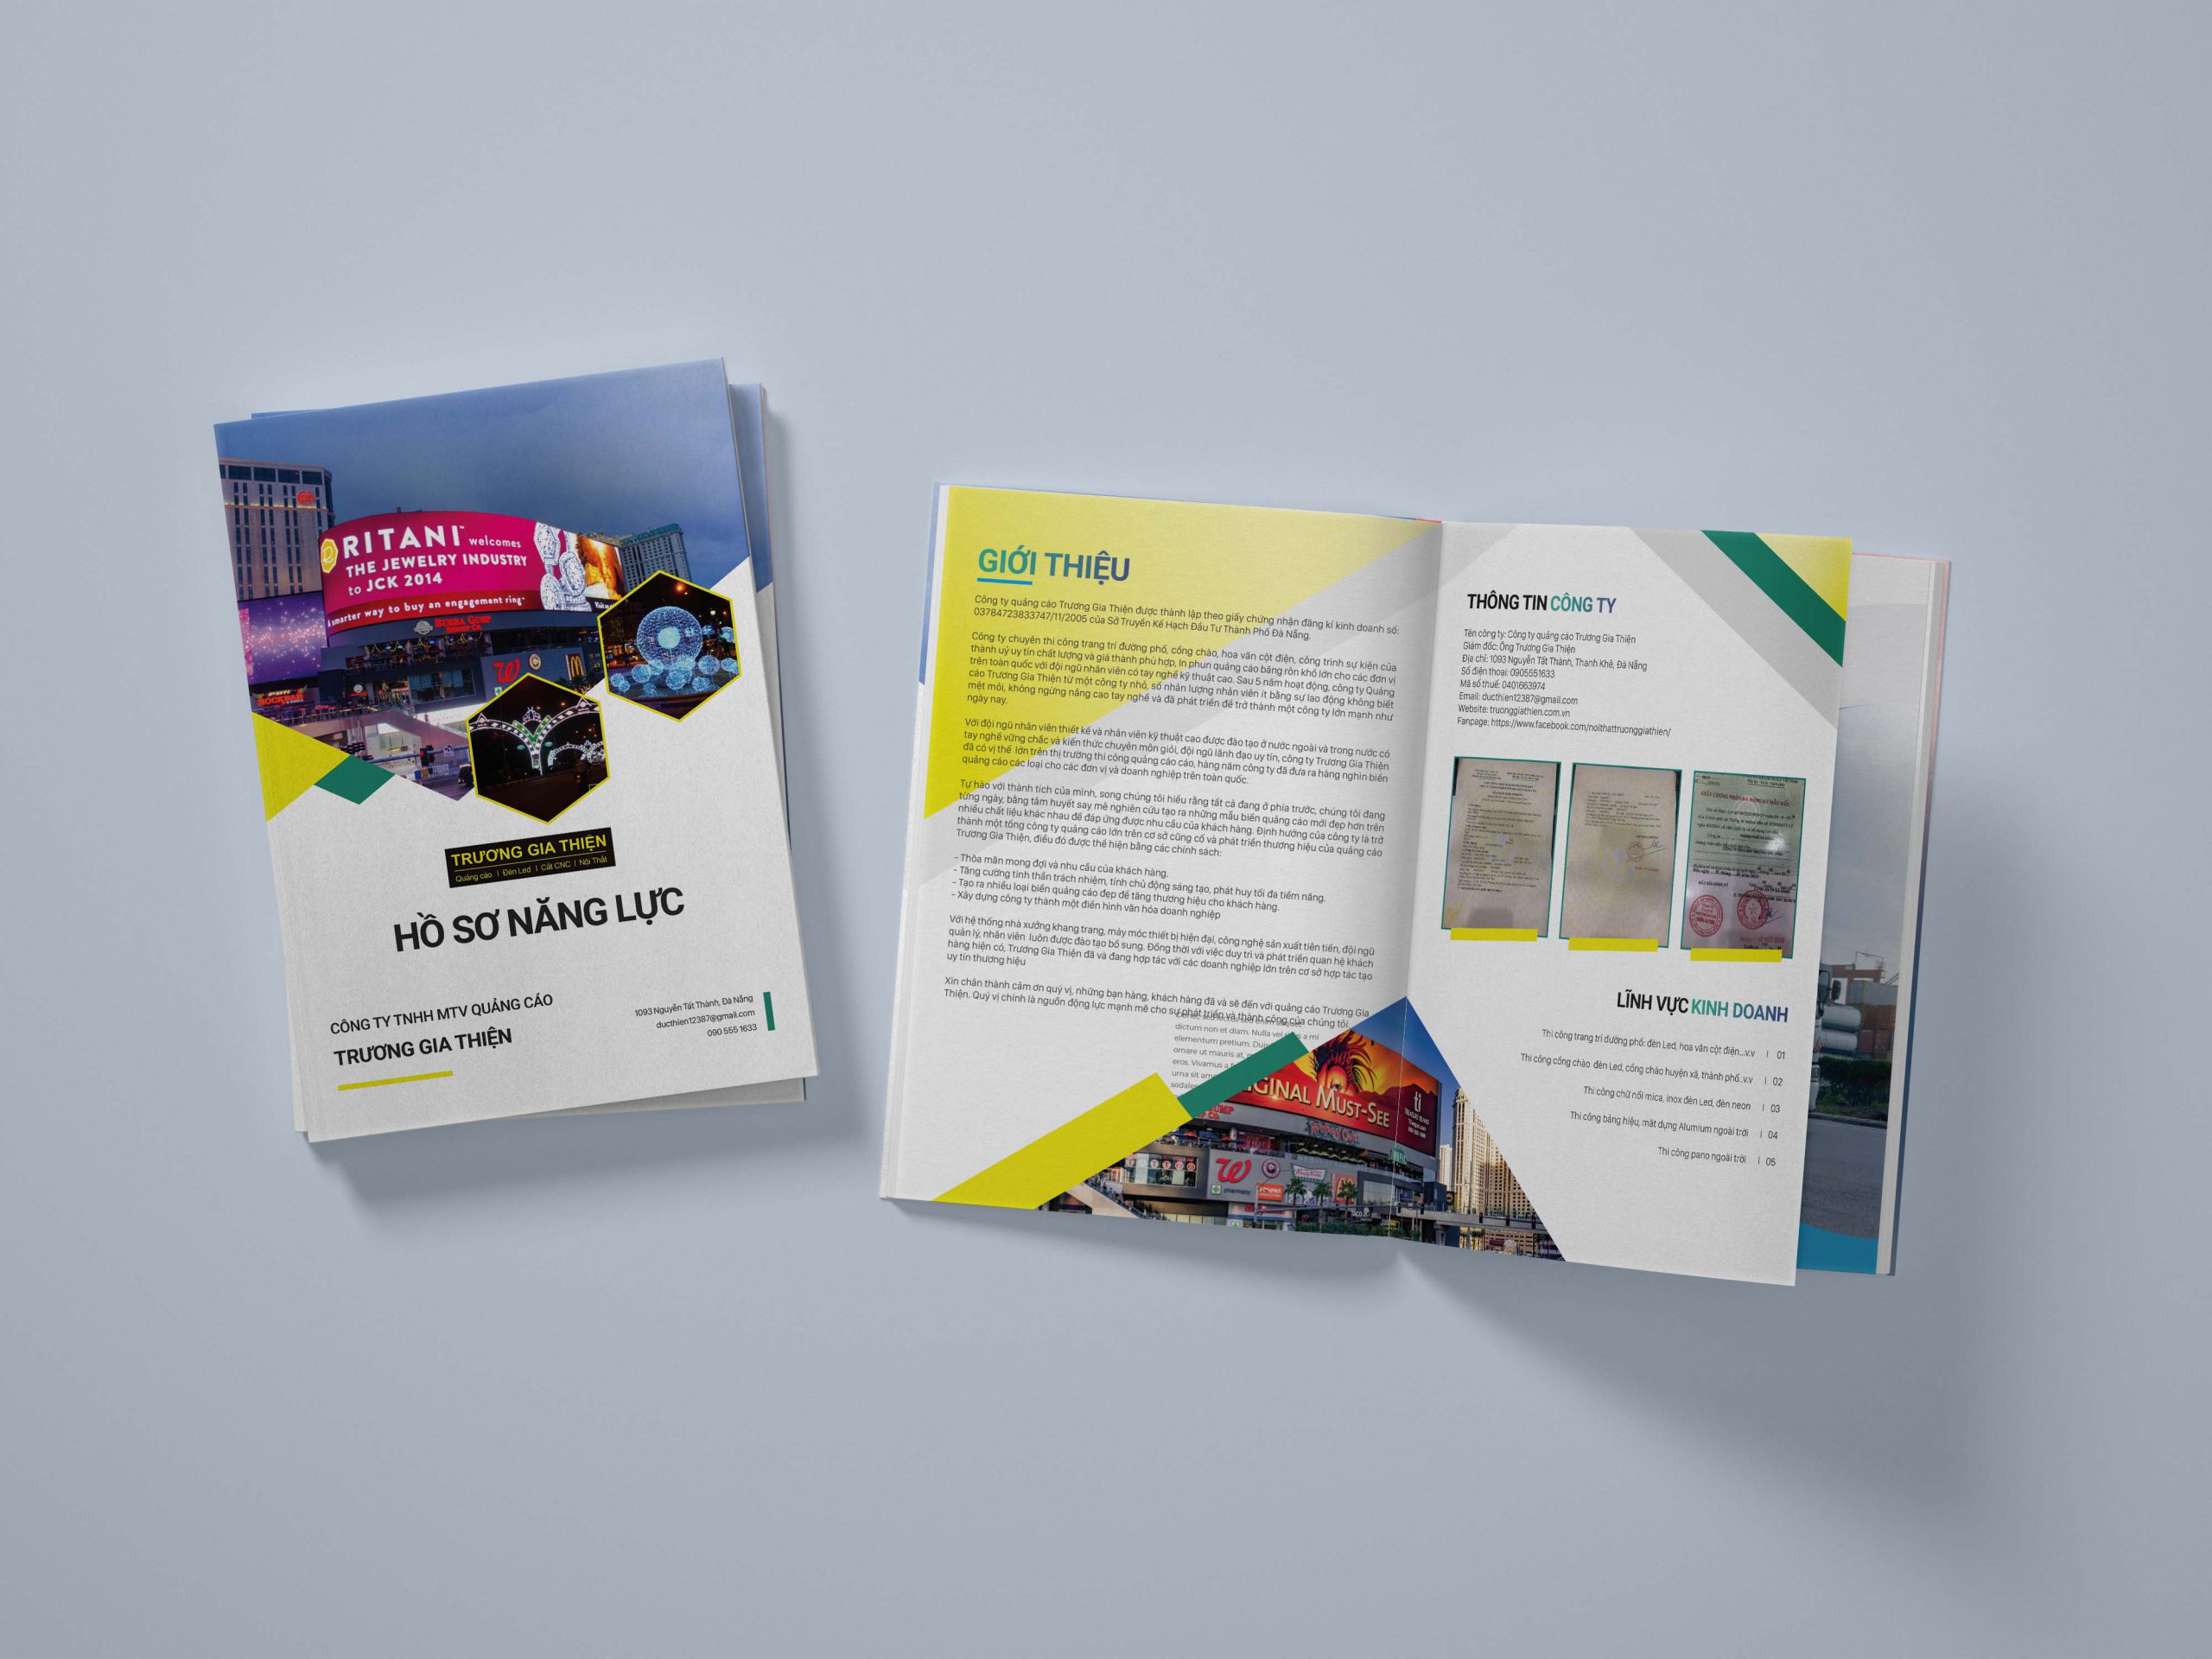 RITANI welcomes
THE JEWELRY INDUSTRY
to JCK 2014
smarter way to buy an engagement ring
BUBBA GUMP
SHRIMP CO.
TRƯƠNG GIA THIỆN
Quảng cáo | Đèn Led | Cắt CNC | Nội Thất
HỒ SƠ NĂNG LỰC
CÔNG TY TNHH MTV QUẢNG CÁO
TRƯƠNG GIA THIỆN
1093 Nguyễn Tất Thành, Đà Nẵng
ducthien12387@gmail.com
090 555 1633
GIỚI THIỆU
Công ty quảng cáo Trương Gia Thiện được thành lập theo giấy chứng nhận đăng kí kinh doanh số:
03784723833747/11/2005 của Sở Truyền Kế Hạch Đầu Tư Thành Phố Đà Nẵng.
Công ty chuyên thi công trang trí đường phố, cổng chào, hoa văn cột điện, công trình sự kiện của
thành uỷ uy tín chất lượng và giá thành phù hợp, In phun quảng cáo băng rôn khổ lớn cho các đơn vị
trên toàn quốc với đội ngũ nhân viên có tay nghề kỹ thuật cao. Sau 5 năm hoạt động, công ty Quảng
cáo Trương Gia Thiện từ một công ty nhỏ, số nhân lượng nhân viên ít bằng sự lao động không biết
mệt mỏi, không ngừng nâng cao tay nghề và đã phát triển để trở thành một công ty lớn mạnh như
ngày nay.
Với đội ngũ nhân viên thiết kế và nhân viên kỹ thuật cao được đào tạo ở nước ngoài và trong nước có
tay nghề vững chắc và kiến thức chuyên môn giỏi, đội ngũ lãnh đạo uy tín, công ty Trương Gia Thiện
đã có vị thế lớn trên thị trường thi công quảng cáo cáo, hàng năm công ty đã đưa ra hàng nghìn biển
quảng cáo các loại cho các đơn vị và doanh nghiệp trên toàn quốc.
Tự hào với thành tích của mình, song chúng tôi hiểu rằng tất cả đang ở phía trước, chúng tôi đang
từng ngày, bằng tâm huyết say mê nghiên cứu tạo ra những mẫu biển quảng cáo mới đẹp hơn trên
nhiều chất liệu khác nhau để đáp ứng được nhu cầu của khách hàng. Định hướng của công ty là trở
thành một tổng công ty quảng cáo lớn trên cơ sở cũng cố và phát triển thương hiệu của quảng cáo
Trương Gia Thiện, điều đó được thể hiện bằng các chính sách:
- Thỏa mãn mong đợi và nhu cầu của khách hàng.
- Tăng cường tinh thần trách nhiệm, tính chủ động sáng tạo, phát huy tối đa tiềm năng.
- Tạo ra nhiều loại biển quảng cáo đẹp để tăng thương hiệu cho khách hàng.
- Xây dựng công ty thành một điển hình văn hóa doanh nghiệp
Với hệ thống nhà xưởng khang trang, máy móc thiết bị hiện đại, công nghệ sản xuất tiên tiến, đội ngũ
quản lý, nhân viên luôn được đào tạo bổ sung. Đồng thời với việc duy trì và phát triển quan hệ khách
hàng hiện có, Trương Gia Thiện đã và đang hợp tác với các doanh nghiệp lớn trên cơ sở hợp tác tạo
uy tín thương hiệu
Xin chân thành cảm ơn quý vị, những bạn hàng, khách hàng đã và sẽ đến với quảng cáo Trương Gia
Thiện. Quý vị chính là nguồn động lực mạnh mẽ cho sự phát triển và thành công của chúng tôi.
dictum non et diam. Nulla vel a mi
elementum pretium. Duis
ornare ut mauris at,
eros. Vivamus a
urna sit am
sodales
GINAL MUST-SEE
ti
pharmacy
THÔNG TIN CÔNG TY
Tên công ty: Công ty quảng cáo Trương Gia Thiện
Giám đốc: Ông Trương Gia Thiện
Địa chỉ: 1093 Nguyễn Tất Thành, Thanh Khê, Đà Nẵng
Số điện thoại: 0905551633
Mã số thuế: 0401663974
Email: ducthien12387@gmail.com
Website: truonggiathien.com.vn
Fanpage: https://www.facebook.com/noithattruonggiathien/
GIẤY CHỨNG NHẬN ĐÃ ĐĂNG KÝ MẪU DẤU
LĨNH VỰC KINH DOANH
Thi công trang trí đường phố: đèn Led, hoa văn cột điện...v.v | 01
Thi công cổng chào đèn Led, cổng chào huyện xã, thành phố..v.v | 02
Thi công chữ nổi mica, inox đèn Led, đèn neon | 03
Thi công bảng hiệu, mặt dựng Alumium ngoài trời | 04
Thi công pano ngoài trời | 05